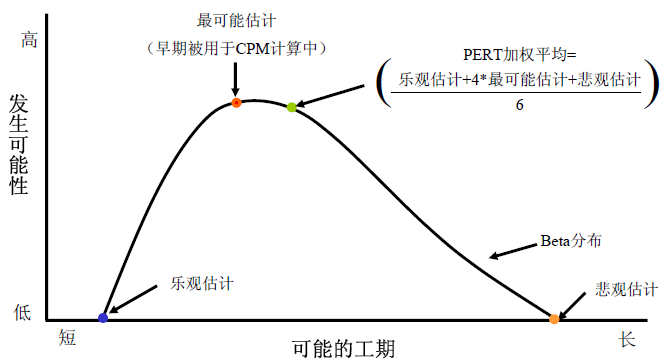 最可能估计
（早期被用于CPM计算中）
PERT加权平均=
乐观估计+4*最可能估计+悲观估计
6
高
发生可能性
Beta分布
乐观估计
悲观估计
低
短
可能的工期
长